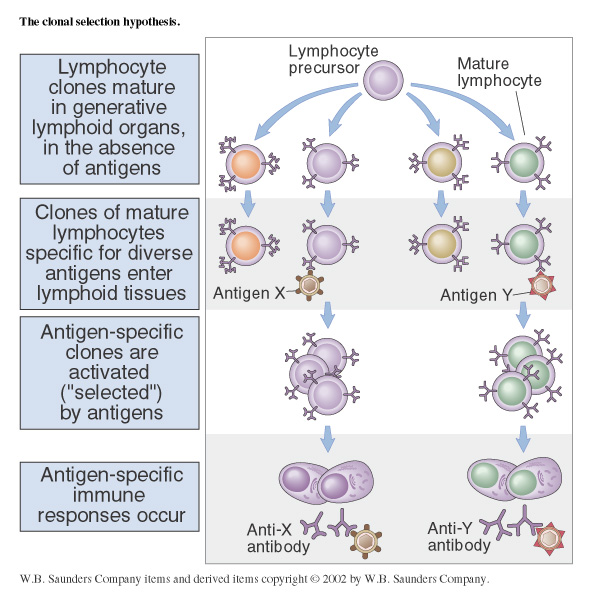 The clonal selection hypothesis.
Lymphocyte
clones mature
in generative
lymphoid organs,
in the absence
of antigens
Lymphocyte
precursor
Mature
lymphocyte
Clones of mature
lymphocytes
specific for diverse
antigens enter
lymphoid tissues
Antigen X
Antigen Y
Antigen-specific
clones are
activated
("selected")
by antigens
Antigen-specific
immune
responses occur
Anti-X
antibody
Anti-Y
antibody
W.B. Saunders Company items and derived items copyright © 2002 by W.B. Saunders Company.